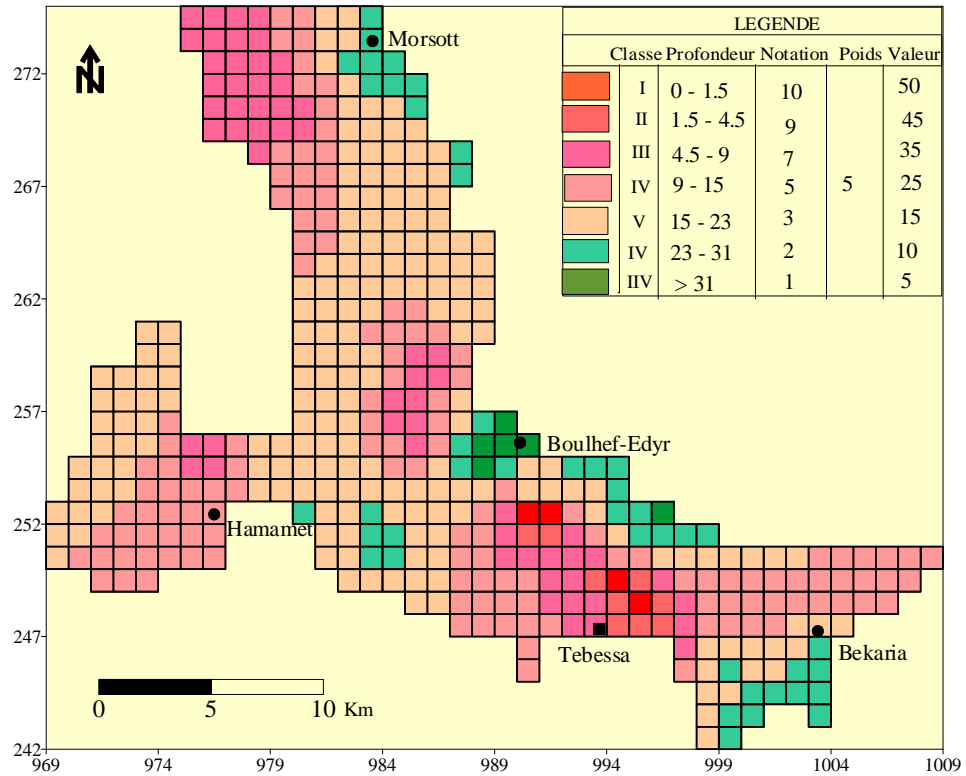 LEGENDE
Classe Profondeur Notation Poids Valeur
I 0 - 1.5 10 50
II 1.5 - 4.5 9 45
III 4.5 - 9 7 35
IV 9 - 15 5 5 25
V 15 - 23 3 15
IV 23 - 31 2 10
IIV > 31 1 5
N
Morsott
272
267
262
257
252
247
242
Boulhef-Edyr
Hamamet
Tebessa
Bekaria
0 5 10 Km
969 974 979 984 989 994 999 1004 1009